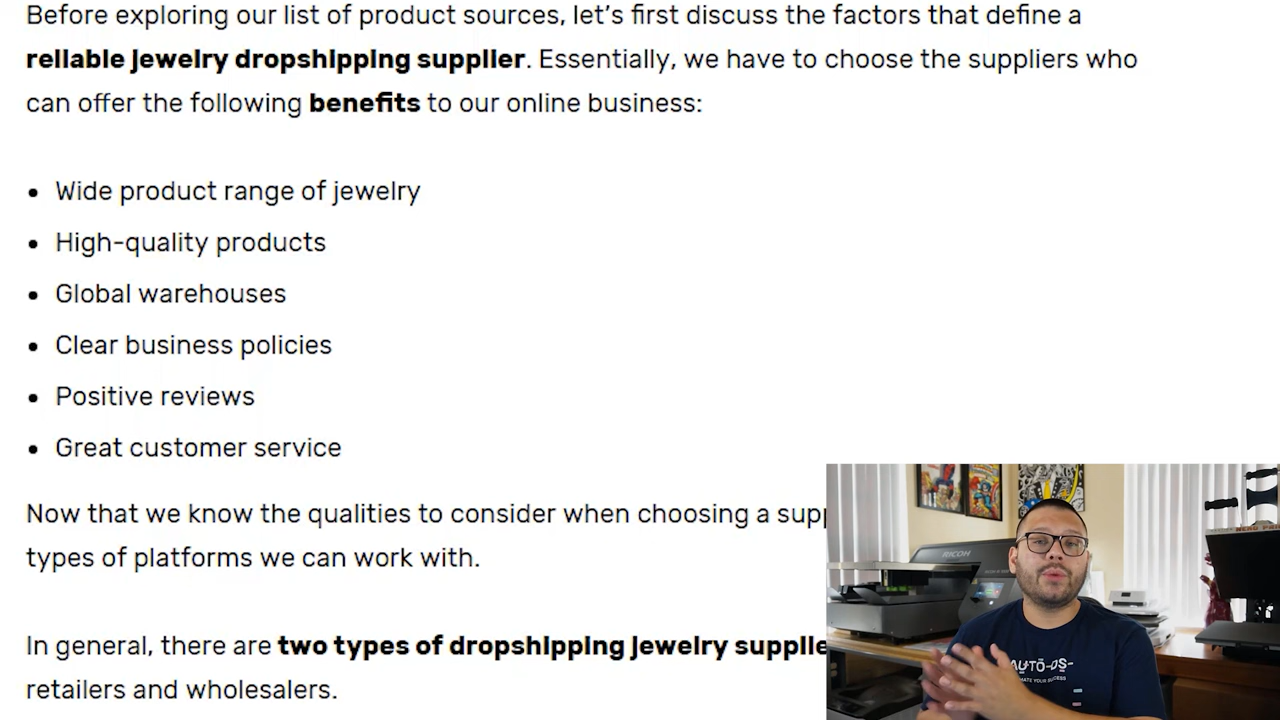 Before exploring our list of product sources, let's first discuss the factors that define a
reliable jewelry dropshipping supplier. Essentially, we have to choose the suppliers who
can offer the following benefits to our online business:
• Wide product range of jewelry
• High-quality products
• Global warehouses
• Clear business policies
• Positive reviews
• Great customer service
Now that we know the qualities to consider when choosing a
types of platforms we can work with.
In general, there are two types of dropshipping jewelry
retailers and wholesalers.
RICOH
AUTO-DS-